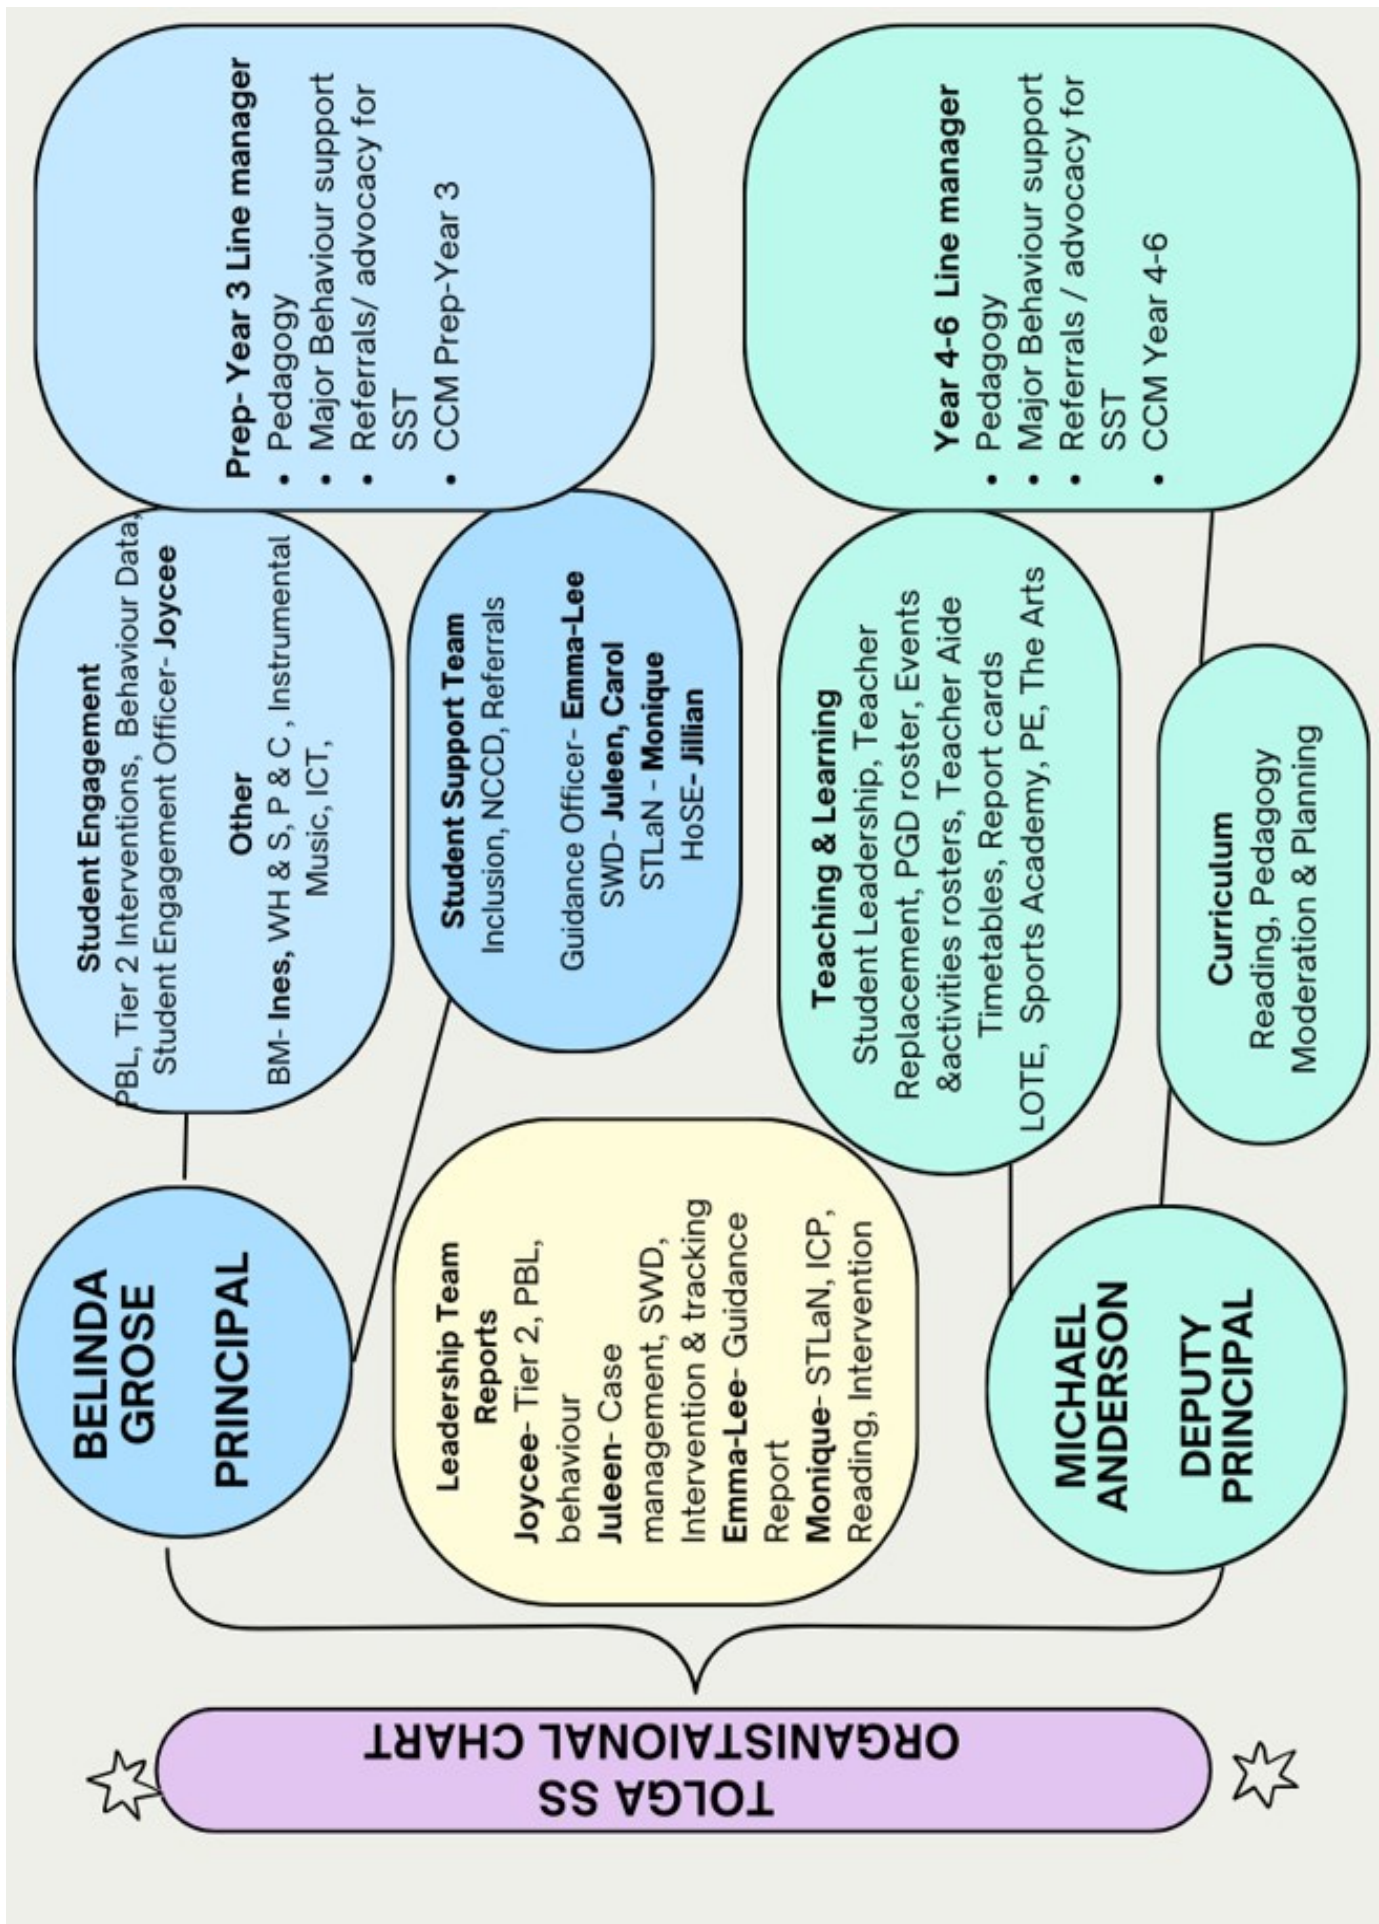 TOLGA SS
ORGANISTAIONAL CHART
BELINDA
GROSE
PRINCIPAL
Student Engagement
PBL, Tier 2 Interventions, Behaviour Data,
Student Engagement Officer- Joycee
Other
BM- Ines, WH & S, P & C , Instrumental
Music, ICT,
Prep- Year 3 Line manager
• Pedagogy
• Major Behaviour support
• Referrals/ advocacy for
SST
• CCM Prep-Year 3
Student Support Team
Inclusion, NCCD, Referrals
Guidance Officer- Emma-Lee
SWD- Juleen, Carol
STLaN - Monique
HoSE- Jillian
Leadership Team
Reports
Joycee- Tier 2, PBL,
behaviour
Juleen- Case
management, SWD,
Intervention & tracking
Emma-Lee- Guidance
Report
Monique- STLaN, ICP,
Reading, Intervention
MICHAEL
ANDERSON
DEPUTY
PRINCIPAL
Teaching & Learning
Student Leadership, Teacher
Replacement, PGD roster, Events
&activities rosters, Teacher Aide
Timetables, Report cards
LOTE, Sports Academy, PE, The Arts
Year 4-6 Line manager
• Pedagogy
• Major Behaviour support
• Referrals / advocacy for
SST
• CCM Year 4-6
Curriculum
Reading, Pedagogy
Moderation & Planning